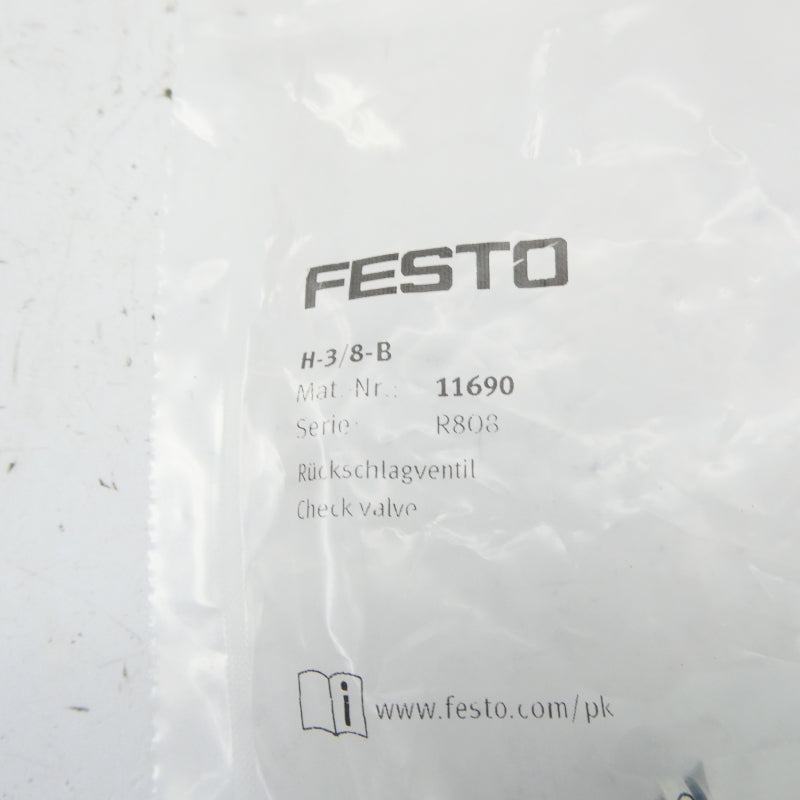 FESTO
H-3/8-B
Mat.-Nr.: 11690
Serie: R808
Rückschlagventil
Check valve
i www.festo.com/pk